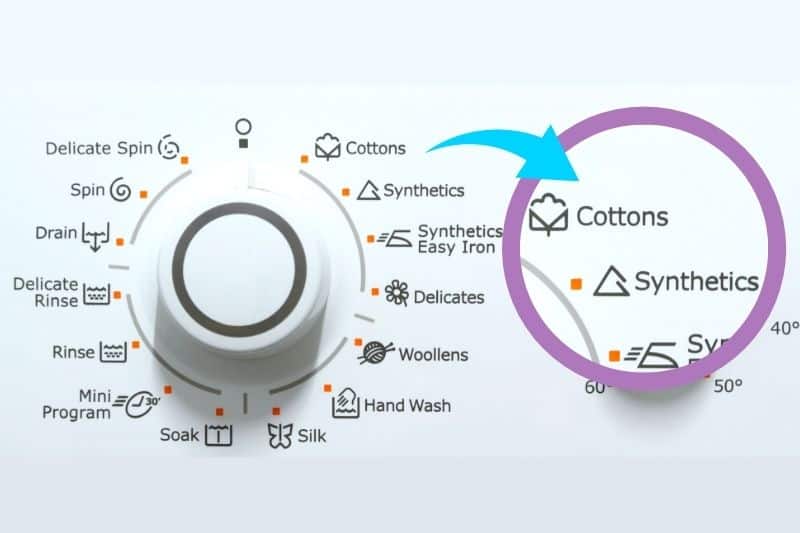 Cottons
Synthetics
Synthetics
Easy Iron
Delicates
Woollens
Hand Wash
Silk
Soak
Mini
Program
30'
Rinse
Delicate
Rinse
Drain
Spin
Delicate Spin
Cottons
Synthetics
Syn
40°
50°
60°